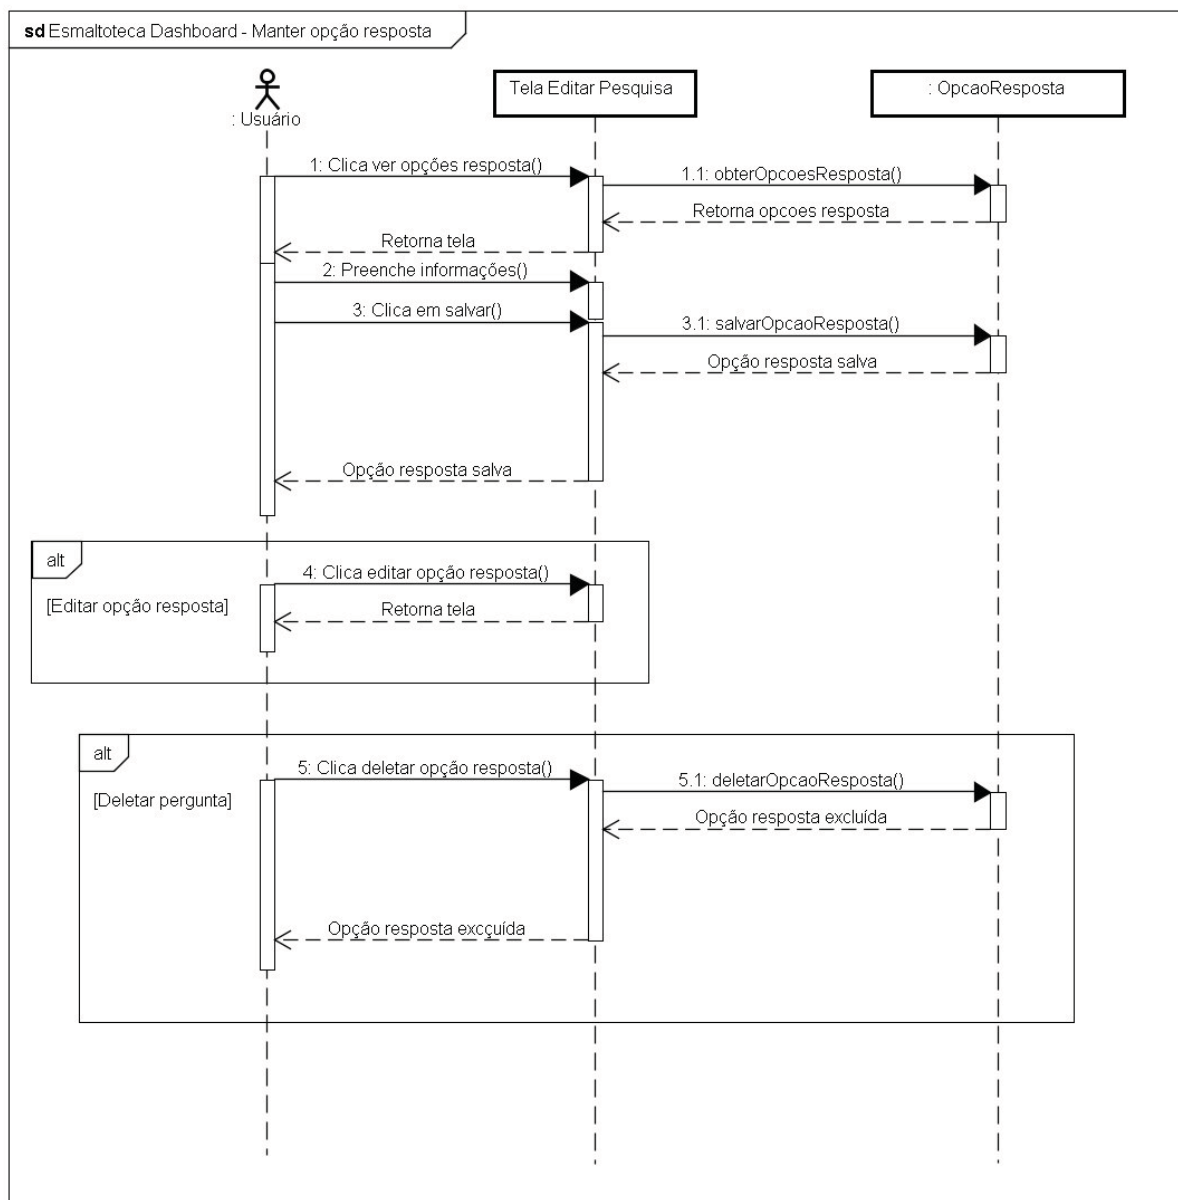 sd Esmaltoteca Dashboard - Manter opção resposta
: Usuário
Tela Editar Pesquisa
: OpcaoResposta
1: Clica ver opções resposta()
1.1: obterOpcoesResposta()
Retorna opcoes resposta
Retorna tela
2: Preenche informações()
3: Clica em salvar()
3.1: salvarOpcaoResposta()
Opção resposta salva
Opção resposta salva
alt
4: Clica editar opção resposta()
[Editar opção resposta]
Retorna tela
alt
5: Clica deletar opção resposta()
5.1: deletarOpcaoResposta()
[Deletar pergunta]
Opção resposta excluída
Opção resposta excçuída